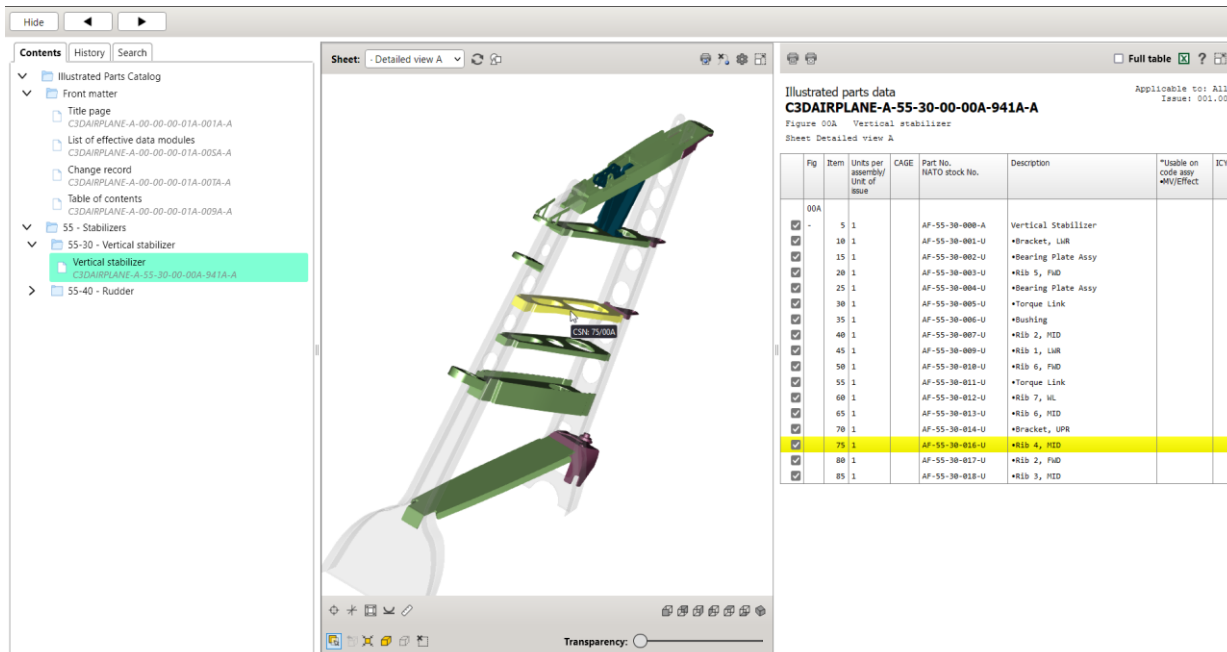 Hide
Contents History Search
Illustrated Parts Catalog
Front matter
Title page
C3DAIRPLANE-A-00-00-00-01A-001A-A
List of effective data modules
C3DAIRPLANE-A-00-00-00-01A-00SA-A
Change record
C3DAIRPLANE-A-00-00-00-01A-00TA-A
Table of contents
C3DAIRPLANE-A-00-00-00-01A-009A-A
55 - Stabilizers
55-30 - Vertical stabilizer
Vertical stabilizer
C3DAIRPLANE-A-55-30-00-00A-941A-A
55-40 - Rudder
Sheet: - Detailed view A
CSN: 75/00A
Transparency:
Full table ?
Illustrated parts data
Applicable to: All
C3DAIRPLANE-A-55-30-00-00A-941A-A
Issue: 001.00
Figure 00A Vertical stabilizer
Sheet Detailed view A
Fig Item Units per assembly/ Unit of issue CAGE Part No. NATO stock No. Description *Usable on code assy •MV/Effect ICY
00A
- 5 1 AF-55-30-000-A Vertical Stabilizer
10 1 AF-55-30-001-U •Bracket, LWR
15 1 AF-55-30-002-U •Bearing Plate Assy
20 1 AF-55-30-003-U •Rib 5, FWD
25 1 AF-55-30-004-U •Bearing Plate Assy
30 1 AF-55-30-005-U •Torque Link
35 1 AF-55-30-006-U •Bushing
40 1 AF-55-30-007-U •Rib 2, MID
45 1 AF-55-30-009-U •Rib 1, LWR
50 1 AF-55-30-010-U •Rib 6, FWD
55 1 AF-55-30-011-U •Torque Link
60 1 AF-55-30-012-U •Rib 7, WL
65 1 AF-55-30-013-U •Rib 6, MID
70 1 AF-55-30-014-U •Bracket, UPR
75 1 AF-55-30-016-U •Rib 4, MID
80 1 AF-55-30-017-U •Rib 2, FWD
85 1 AF-55-30-018-U •Rib 3, MID